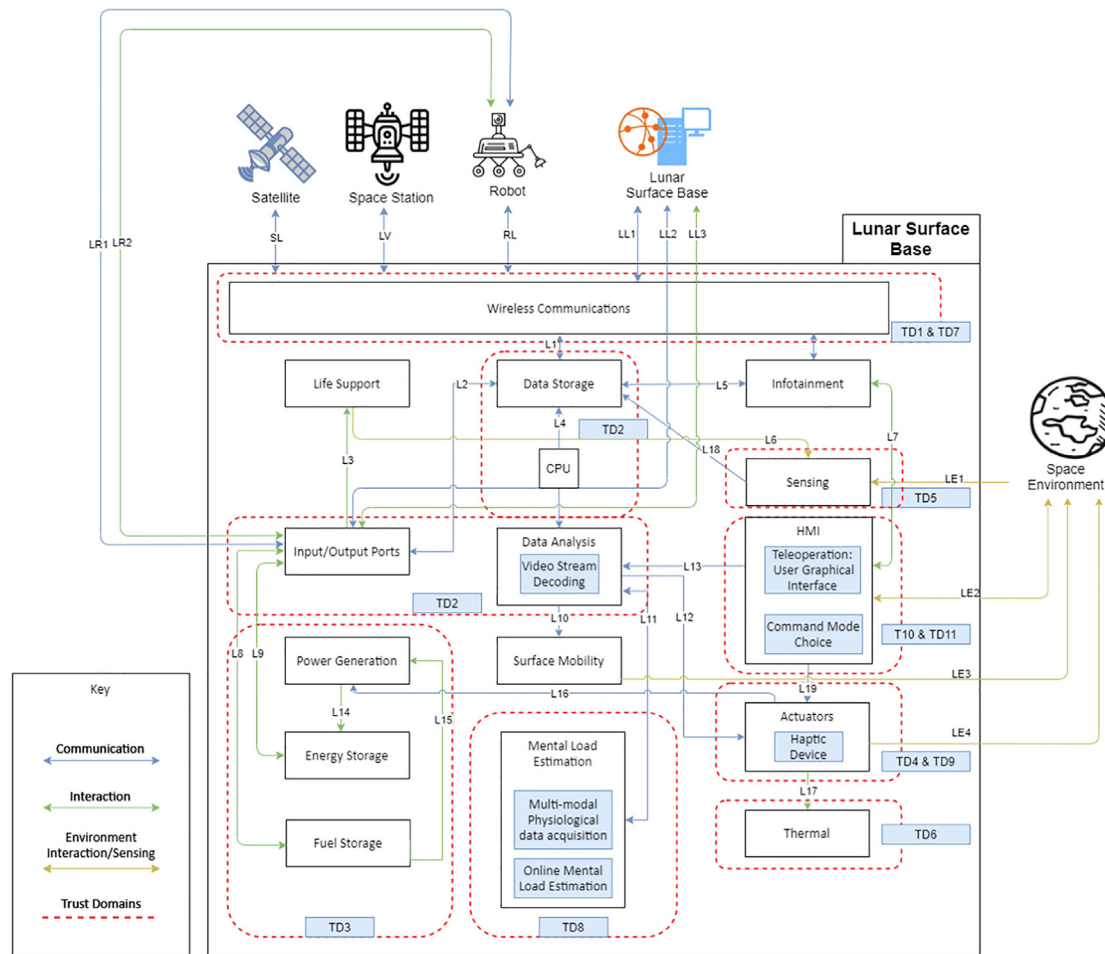 Satellite
Space Station
Robot
Lunar
Surface Base
LR1
LR2
SL
LV
RL
LL1
LL2
LL3
Lunar Surface
Base
Wireless Communications
TD1 & TD7
L1
Life Support
L2
Data Storage
L5
Infotainment
L4
TD2
L6
L7
L18
L3
CPU
Sensing
LE1
TD5
Space
Environment
Input/Output Ports
Data Analysis
Video Stream
Decoding
L13
HMI
Teleoperation:
User Graphical
Interface
Command Mode
Choice
LE2
TD2
L10
L11
L12
T10 & TD11
L8
L9
Power Generation
Surface Mobility
LE3
L16
L19
L14
L15
Energy Storage
Actuators
Haptic
Device
LE4
TD4 & TD9
L17
Mental Load
Estimation
Multi-modal
Physiological
data acquisition
Online Mental
Load Estimation
Fuel Storage
Thermal
TD6
TD3
TD8
Key
Communication
Interaction
Environment
Interaction/Sensing
Trust Domains